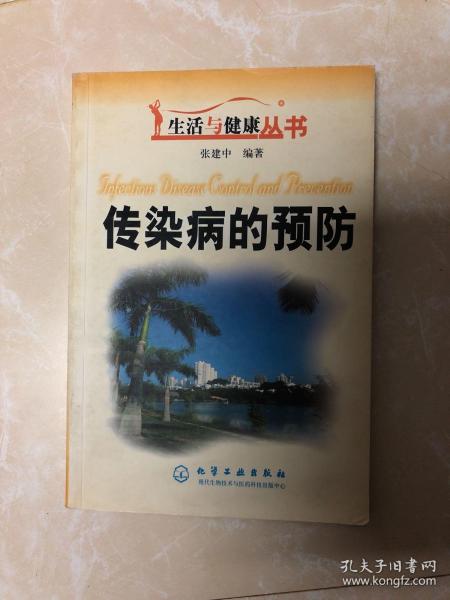 生活与健康丛书
张建中 编著
Infectious Disease Control and Prevention
传染病的预防
化学工业出版社
现代生物技术与医药科技出版中心
孔夫子旧书网
www.kongfz.com